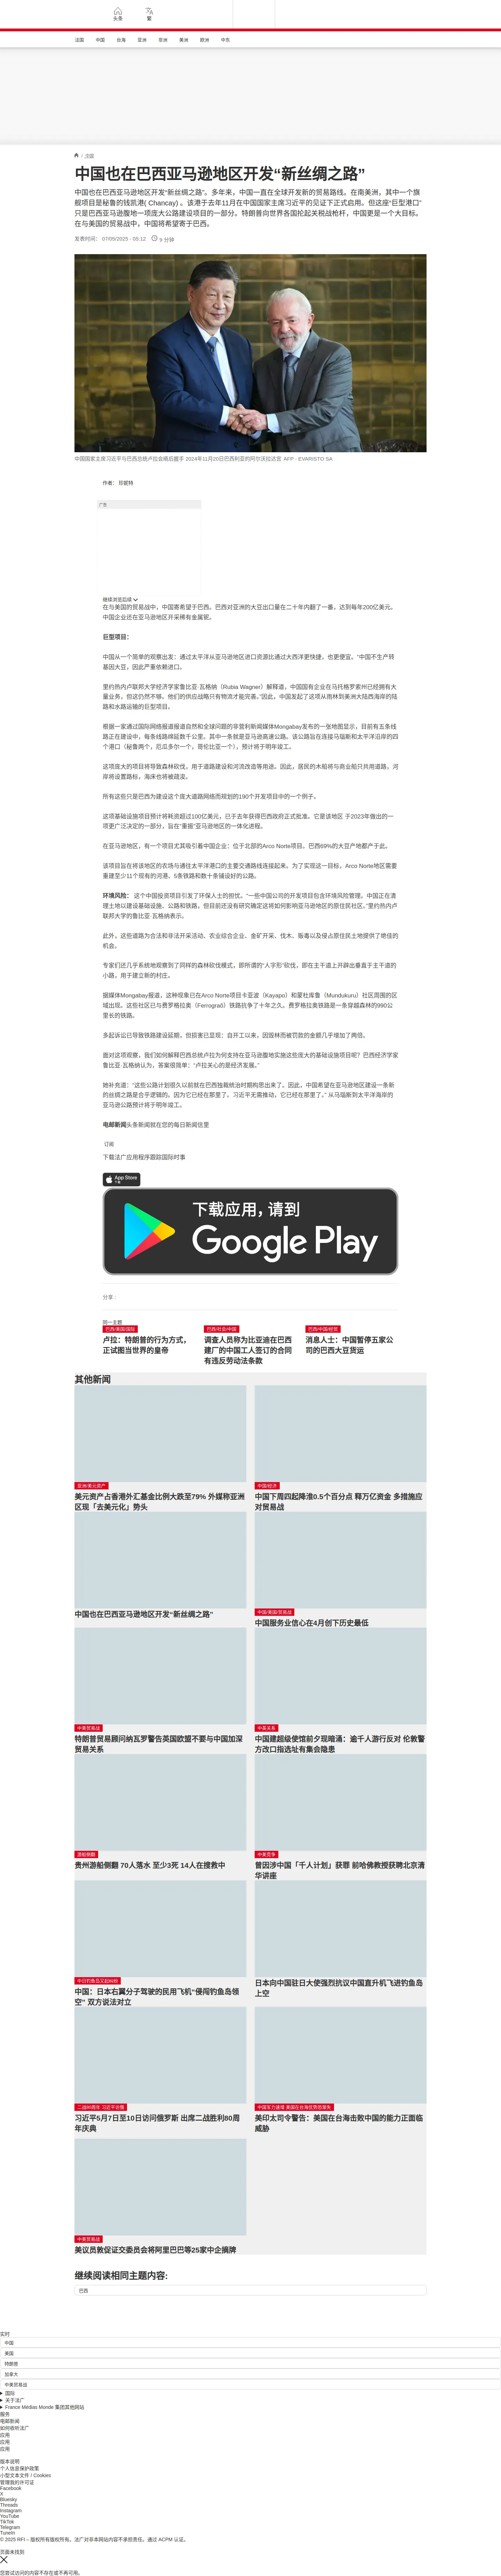 头条
繁
法国
中国
台海
亚洲
非洲
美洲
欧洲
中东
/ 法国
中国也在巴西亚马逊地区开发“新丝绸之路”
中国也在巴西亚马逊地区开发“新丝绸之路”。多年来，中国一直在全球开发新的贸易路线。在南美洲，其中一个旗
舰项目是秘鲁的钱凯港( Chancay) 。该港于去年11月在中国国家主席习近平的见证下正式启用。但这座“巨型港口”
只是巴西亚马逊腹地一项庞大公路建设项目的一部分。特朗普向世界各国抡起关税战枪杆，中国更是一个大目标。
在与美国的贸易战中，中国将希望寄于巴西。
发表时间： 07/05/2025 - 05:12 9 分钟
中国国家主席习近平与巴西总统卢拉会晤后握手 2024年11月20日巴西利亚的阿尔沃拉达宫 AFP - EVARISTO SA
作者： 珍妮特
广告
继续浏览后续
在与美国的贸易战中，中国寄希望于巴西。巴西对亚洲的大豆出口量在二十年内翻了一番，达到每年200亿美元。
中国企业还在亚马逊地区开采稀有金属铌。
巨型项目：
中国从一个简单的观察出发：通过太平洋从亚马逊地区进口资源比通过大西洋更快捷，也更便宜。“中国不生产转
基因大豆，因此严重依赖进口。
里约热内卢联邦大学经济学家鲁比亚·瓦格纳（Rubia Wagner）解释道，中国国有企业在马托格罗索州已经拥有大
量业务，但这仍然不够。他们的供应战略只有物流才能完善。”因此，中国发起了这项从雨林到美洲大陆西海岸的陆
路和水路运输的巨型项目。
根据一家通过国际网络报道报道自然和全球问题的非营利新闻媒体Mongabay发布的一张地图显示，目前有五条线
路正在建设中，每条线路绵延数千公里。其中一条就是亚马逊高速公路。该公路旨在连接马瑙斯和太平洋沿岸的四
个港口（秘鲁两个，厄瓜多尔一个，哥伦比亚一个），预计将于明年竣工。
这项庞大的项目将导致森林砍伐，用于道路建设和河流改造等用途。因此，居民的木船将与商业船只共用道路，河
岸将设置路标，海床也将被疏浚。
所有这些只是巴西为建设这个庞大道路网络而规划的190个开发项目中的一个例子。
这项基础设施项目预计将耗资超过100亿美元，已于去年获得巴西政府正式批准。它是该地区 于2023年做出的一
项更广泛决定的一部分，旨在“重振”亚马逊地区的一体化进程。
在亚马逊地区，有一个项目尤其吸引着中国企业：位于北部的Arco Norte项目。巴西69%的大豆产地都产于此。
该项目旨在将该地区的农场与通往太平洋港口的主要交通路线连接起来。为了实现这一目标，Arco Norte地区需要
重建至少11个现有的河港、5条铁路和数十条铺设好的公路。
环境风险： 这个中国投资项目引发了环保人士的担忧。“一些中国公司的开发项目包含环境风险管理。中国正在清
理土地以建设基础设施、公路和铁路，但目前还没有研究确定这将如何影响亚马逊地区的原住民社区，”里约热内卢
联邦大学的鲁比亚·瓦格纳表示。
此外，这些道路为合法和非法开采活动、农业综合企业、金矿开采、伐木、贩毒以及侵占原住民土地提供了绝佳的
机会。
专家们还几乎系统地观察到了同样的森林砍伐模式，即所谓的“人字形”砍伐，即在主干道上开辟出垂直于主干道的
小路，用于建立新的村庄。
据媒体Mongabay报道，这种现象已在Arco Norte项目卡亚波（Kayapo）和蒙杜库鲁（Mundukuru）社区周围的区
域出现。这些社区已与费罗格拉奥（Ferrograõ）铁路抗争了十年之久。费罗格拉奥铁路是一条穿越森林的990公
里长的铁路。
多起诉讼已导致铁路建设延期，但损害已显现：自开工以来，因毁林而被罚款的金额几乎增加了两倍。
面对这项观察，我们如何解释巴西总统卢拉为何支持在亚马逊腹地实施这些庞大的基础设施项目呢？巴西经济学家
鲁比亚·瓦格纳认为，答案很简单：“卢拉关心的是经济发展。”
她补充道：“这些公路计划很久以前就在巴西独裁统治时期构思出来了。因此，中国希望在亚马逊地区建设一条新
的丝绸之路是合乎逻辑的。因为它已经在那里了。习近平无需推动，它已经在那里了。” 从马瑙斯到太平洋海岸的
亚马逊公路预计将于明年竣工。
电邮新闻头条新闻就在您的每日新闻信里
订阅
下载法广应用程序跟踪国际时事
App Store
下载
下载应用，请到
Google Play
分享 :
同一主题
巴西/美国/国际
卢拉：特朗普的行为方式，
正试图当世界的皇帝
巴西/社会/中国
调查人员称为比亚迪在巴西
建厂的中国工人签订的合同
有违反劳动法条款
巴西/中国/经贸
消息人士：中国暂停五家公
司的巴西大豆货运
其他新闻
亚洲/美元资产
美元资产占香港外汇基金比例大跌至79% 外媒称亚洲
区现「去美元化」势头
中国/经济
中国下周四起降准0.5个百分点 释万亿资金 多措施应
对贸易战
中国也在巴西亚马逊地区开发“新丝绸之路”
中国/美国/贸易战
中国服务业信心在4月创下历史最低
中美贸易战
特朗普贸易顾问纳瓦罗警告英国欧盟不要与中国加深
贸易关系
中英关系
中国建超级使馆前夕现暗涌：逾千人游行反对 伦敦警
方改口指选址有集会隐患
游船侧翻
贵州游船侧翻 70人落水 至少3死 14人在搜救中
中美竞争
曾因涉中国「千人计划」获罪 前哈佛教授获聘北京清
华讲座
中日钓鱼岛又起纠纷
中国：日本右翼分子驾驶的民用飞机“侵闯钓鱼岛领
空” 双方说法对立
日本向中国驻日大使强烈抗议中国直升机飞进钓鱼岛
上空
二战80周年 习近平访俄
习近平5月7日至10日访问俄罗斯 出席二战胜利80周
年庆典
中国军力速增 美国在台海优势恐渐失
美印太司令警告：美国在台海击败中国的能力正面临
威胁
中美贸易战
美议员敦促证交委员会将阿里巴巴等25家中企摘牌
继续阅读相同主题内容:
巴西
实时
中国
美国
特朗普
加拿大
中美贸易战
国际
关于法广
France Médias Monde 集团其他网站
服务
电邮新闻
如何收听法广
应用
应用
应用
版本说明
个人信息保护政策
小型文本文件 / Cookies
管理我的许可证
Facebook
X
Bluesky
Threads
Instagram
YouTube
TikTok
Telegram
TuneIn
© 2025 RFI – 版权所有版权所有。法广对非本网站内容不承担责任。通过 ACPM 认证。
页面未找到
您尝试访问的内容不存在或不再可用。